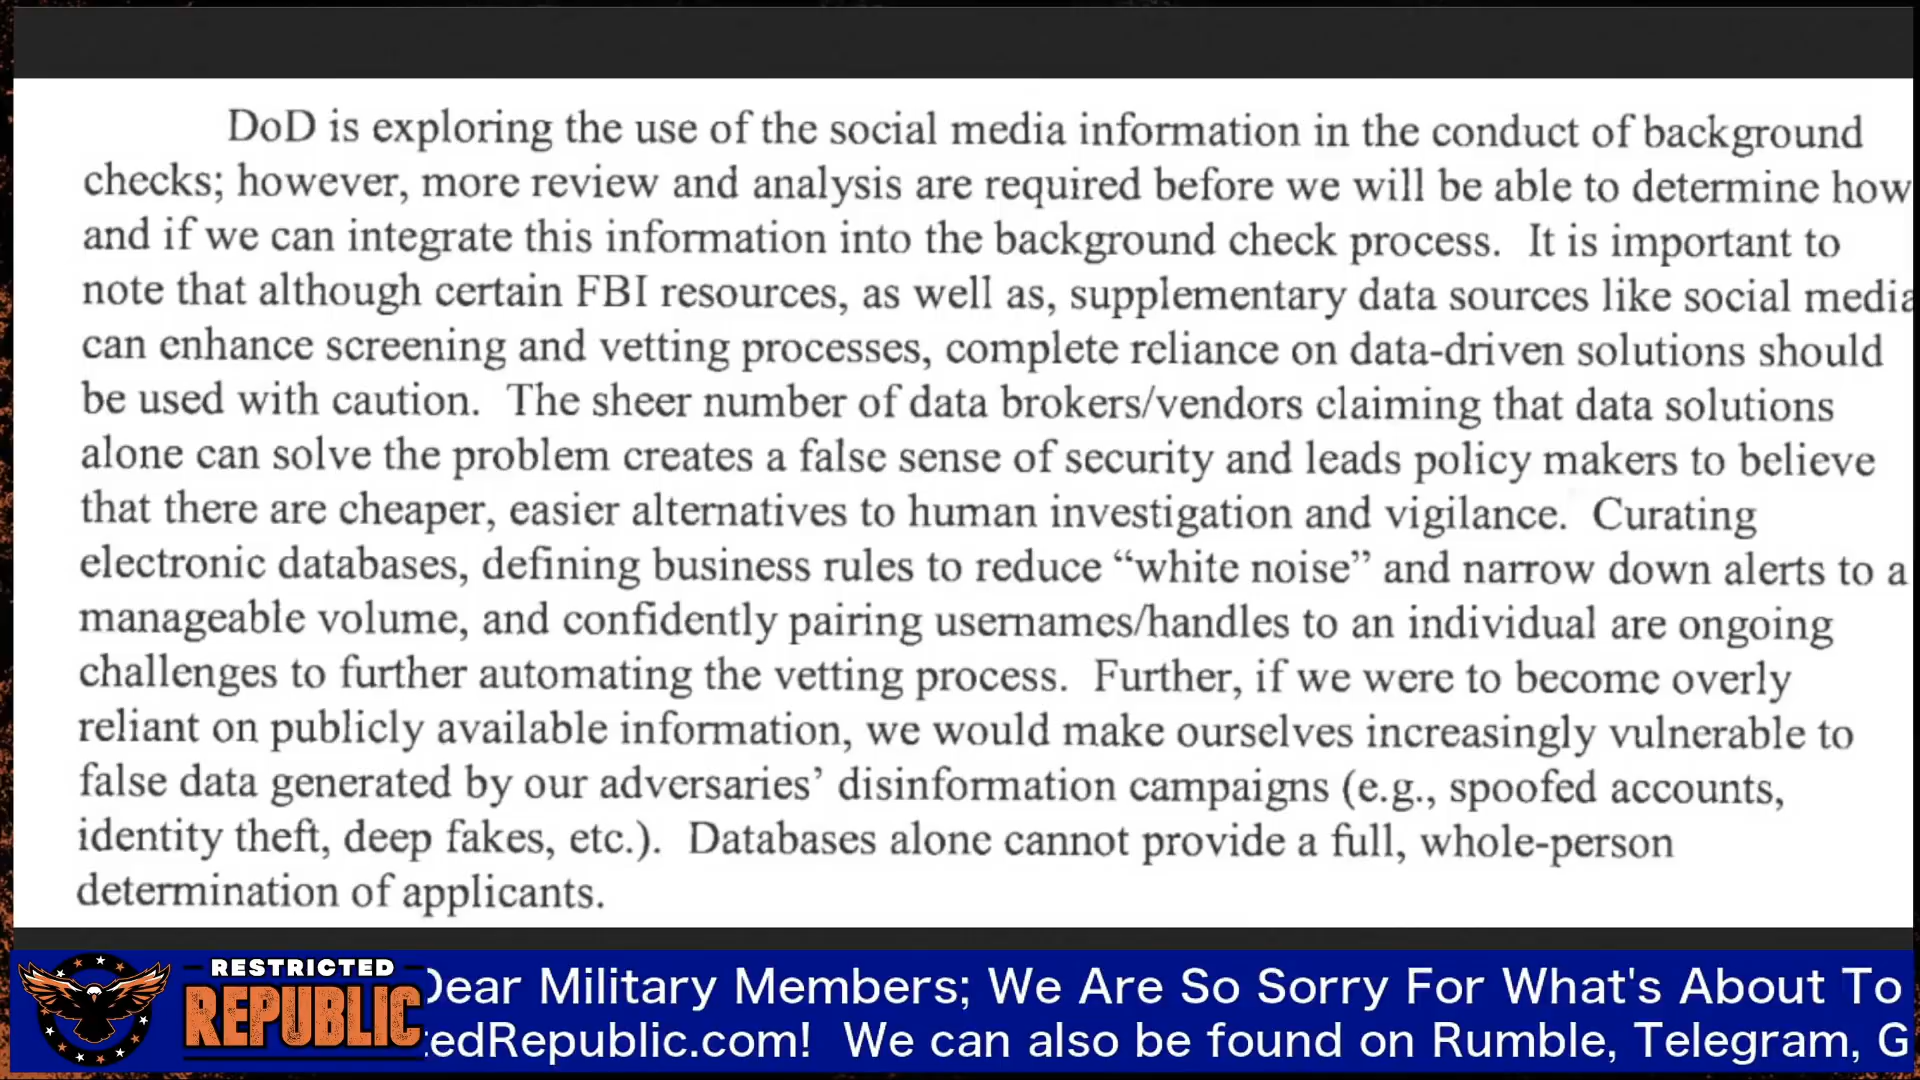 DoD is exploring the use of the social media information in the conduct of background
checks; however, more review and analysis are required before we will be able to determine how
and if we can integrate this information into the background check process. It is important to
note that although certain FBI resources, as well as, supplementary data sources like social media
can enhance screening and vetting processes, complete reliance on data-driven solutions should
be used with caution. The sheer number of data brokers/vendors claiming that data solutions
alone can solve the problem creates a false sense of security and leads policy makers to believe
that there are cheaper, easier alternatives to human investigation and vigilance. Curating
electronic databases, defining business rules to reduce “white noise” and narrow down alerts to a
manageable volume, and confidently pairing usernames/handles to an individual are ongoing
challenges to further automating the vetting process. Further, if we were to become overly
reliant on publicly available information, we would make ourselves increasingly vulnerable to
false data generated by our adversaries’ disinformation campaigns (e.g., spoofed accounts,
identity theft, deep fakes, etc.). Databases alone cannot provide a full, whole-person
determination of applicants.
RESTRICTED
REPUBLIC
Dear Military Members; We Are So Sorry For What's About To
tedRepublic.com! We can also be found on Rumble, Telegram, G